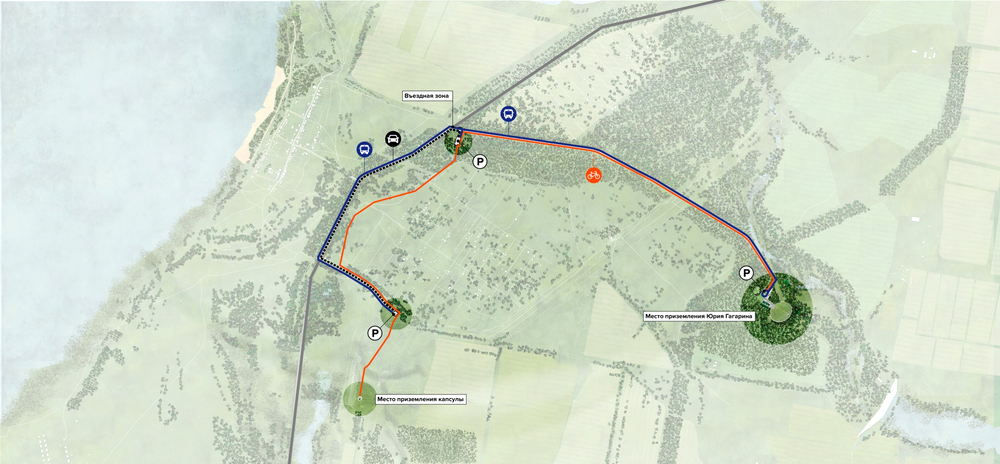 Въездная зона
P
P
Место приземления Юрия Гагарина
P
Место приземления капсулы